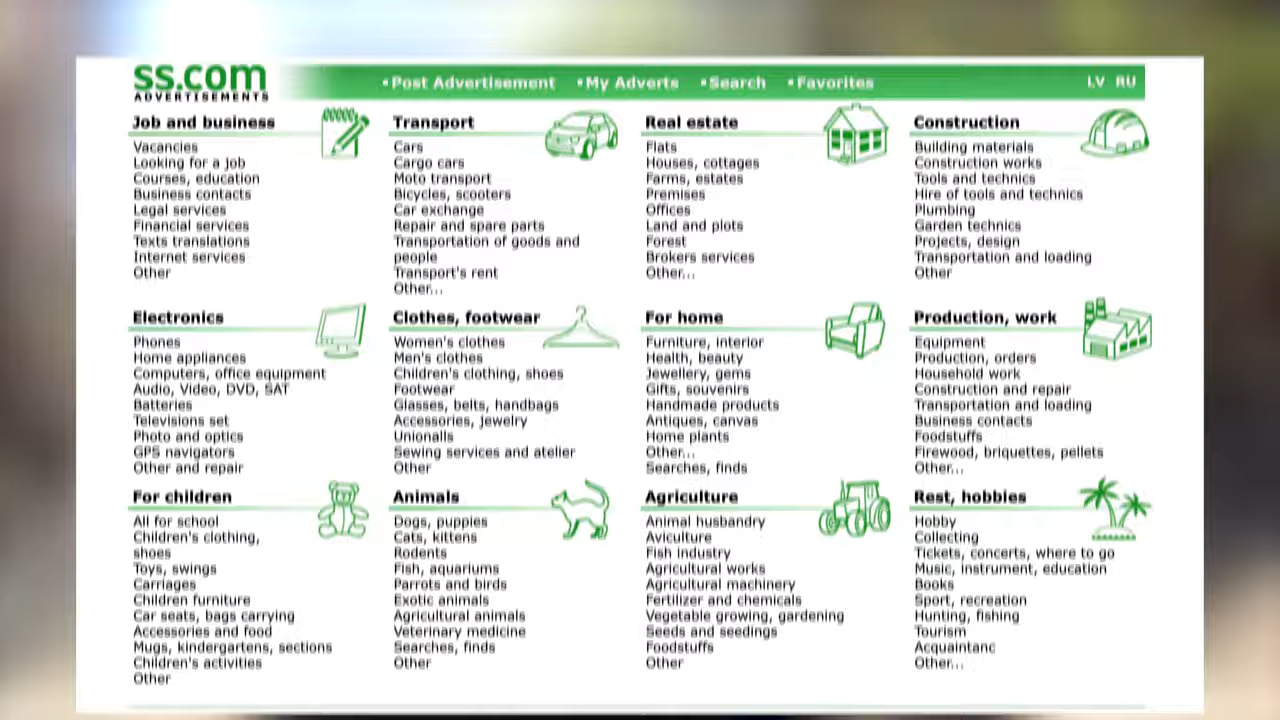 ss.com
ADVERTISEMENTS
•Post Advertisement •My Adverts •Search •Favorites LV RU
Job and business
Vacancies
Looking for a job
Courses, education
Business contacts
Legal services
Financial services
Texts translations
Internet services
Other
Transport
Cars
Cargo cars
Moto transport
Bicycles, scooters
Car exchange
Repair and spare parts
Transportation of goods and
people
Transport's rent
Other...
Real estate
Flats
Houses, cottages
Farms, estates
Premises
Offices
Land and plots
Forest
Brokers services
Other...
Construction
Building materials
Construction works
Tools and technics
Hire of tools and technics
Plumbing
Garden technics
Projects, design
Transportation and loading
Other
Electronics
Phones
Home appliances
Computers, office equipment
Audio, Video, DVD, SAT
Batteries
Televisions set
Photo and optics
GPS navigators
Other and repair
Clothes, footwear
Women's clothes
Men's clothes
Children's clothing, shoes
Footwear
Glasses, belts, handbags
Accessories, jewelry
Unionalls
Sewing services and atelier
Other
For home
Furniture, interior
Health, beauty
Jewellery, gems
Gifts, souvenirs
Handmade products
Antiques, canvas
Home plants
Other...
Searches, finds
Production, work
Equipment
Production, orders
Household work
Construction and repair
Transportation and loading
Business contacts
Foodstuffs
Firewood, briquettes, pellets
Other...
For children
All for school
Children's clothing,
shoes
Toys, swings
Carriages
Children furniture
Car seats, bags carrying
Accessories and food
Mugs, kindergartens, sections
Children's activities
Other
Animals
Dogs, puppies
Cats, kittens
Rodents
Fish, aquariums
Parrots and birds
Exotic animals
Agricultural animals
Veterinary medicine
Searches, finds
Other
Agriculture
Animal husbandry
Aviculture
Fish industry
Agricultural works
Agricultural machinery
Fertilizer and chemicals
Vegetable growing, gardening
Seeds and seedings
Foodstuffs
Other
Rest, hobbies
Hobby
Collecting
Tickets, concerts, where to go
Music, instrument, education
Books
Sport, recreation
Hunting, fishing
Tourism
Acquaintanc
Other...